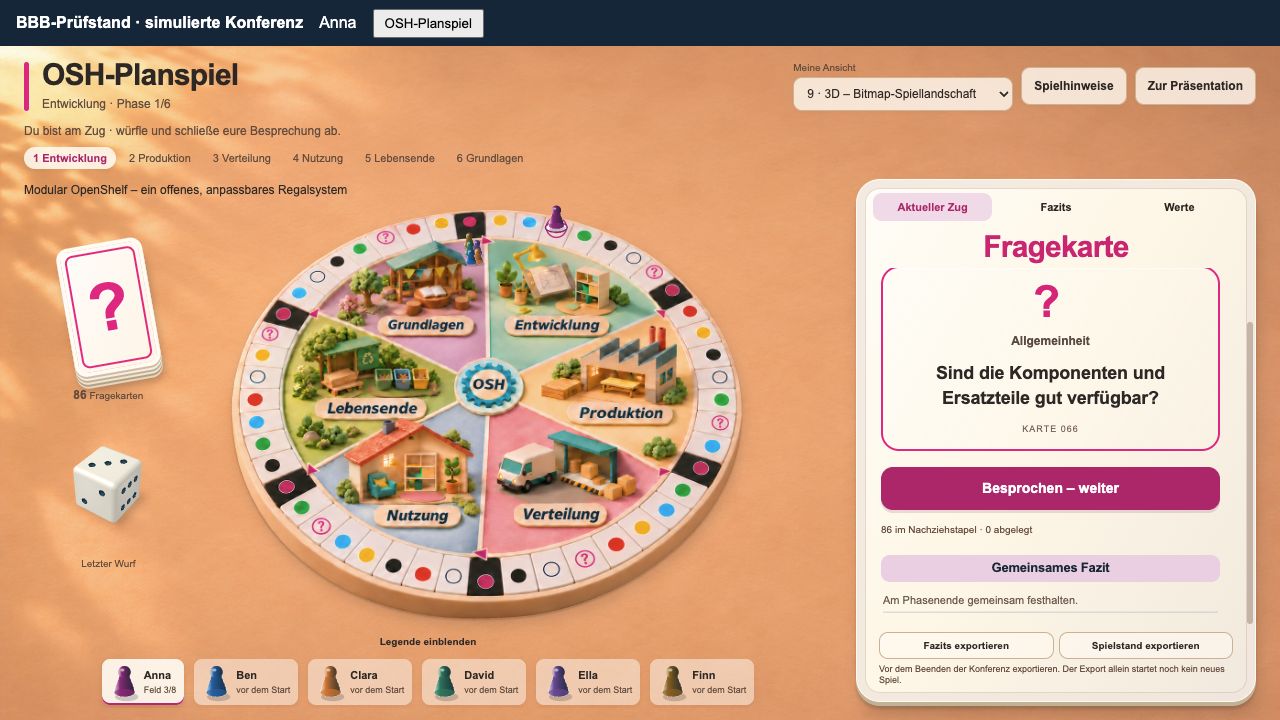 BBB-Prüfstand · simulierte Konferenz Anna OSH-Planspiel
OSH-Planspiel
Entwicklung · Phase 1/6
Meine Ansicht
9 · 3D – Bitmap-Spiellandschaft
Spielhinweise
Zur Präsentation
Du bist am Zug · würfle und schließe eure Besprechung ab.
1 Entwicklung 2 Produktion 3 Verteilung 4 Nutzung 5 Lebensende 6 Grundlagen
Modular OpenShelf – ein offenes, anpassbares Regalsystem
?
86 Fragekarten
Letzter Wurf
?
?
?
?
?
?
Grundlagen
Entwicklung
OSH
Lebensende
Produktion
Nutzung
Verteilung
Legende einblenden
Anna
Feld 3/8
Ben
vor dem Start
Clara
vor dem Start
David
vor dem Start
Ella
vor dem Start
Finn
vor dem Start
Aktueller Zug Fazits Werte
Fragekarte
?
Allgemeinheit
Sind die Komponenten und
Ersatzteile gut verfügbar?
KARTE 066
Besprochen – weiter
86 im Nachziehstapel · 0 abgelegt
Gemeinsames Fazit
Am Phasenende gemeinsam festhalten.
Fazits exportieren
Spielstand exportieren
Vor dem Beenden der Konferenz exportieren. Der Export allein startet noch kein neues
Spiel.